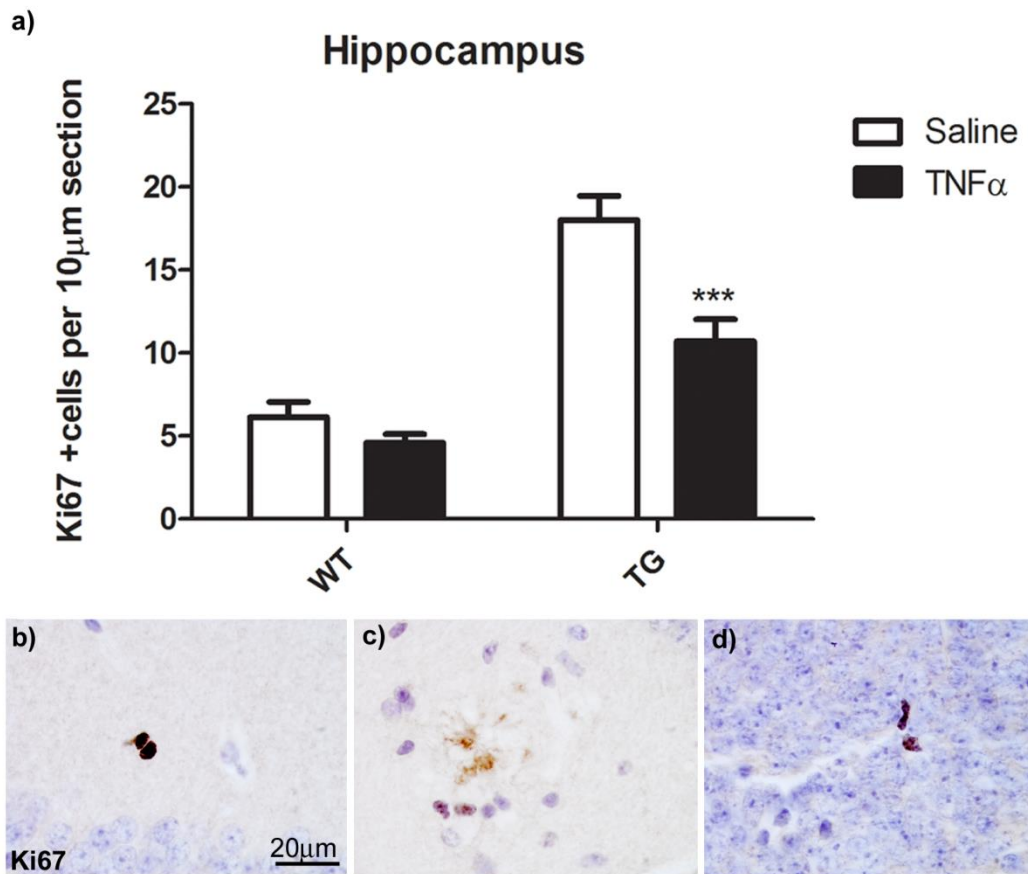 a)
Hippocampus
Ki67 +cells per 10μm section
25
20
15
10
5
0
***
WT
TG
Saline
TNFα
b)
c)
d)
Ki67
20μm